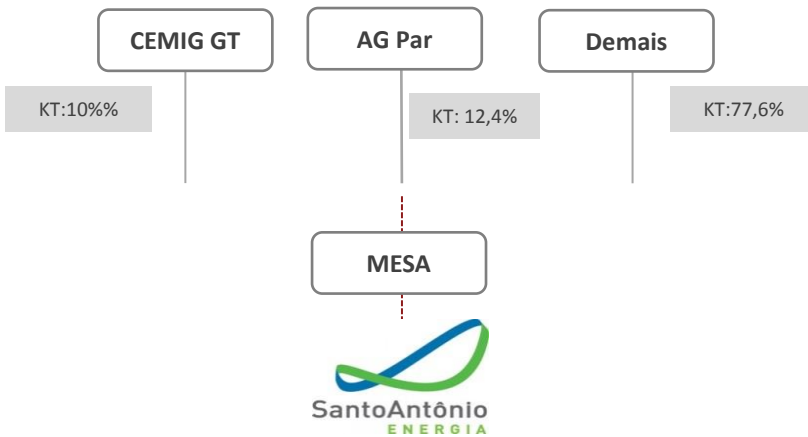 CEMIG GT
AG Par
Demais
KT:10%%
KT: 12,4%
KT:77,6%
MESA
SantoAntônio
ENERGIA